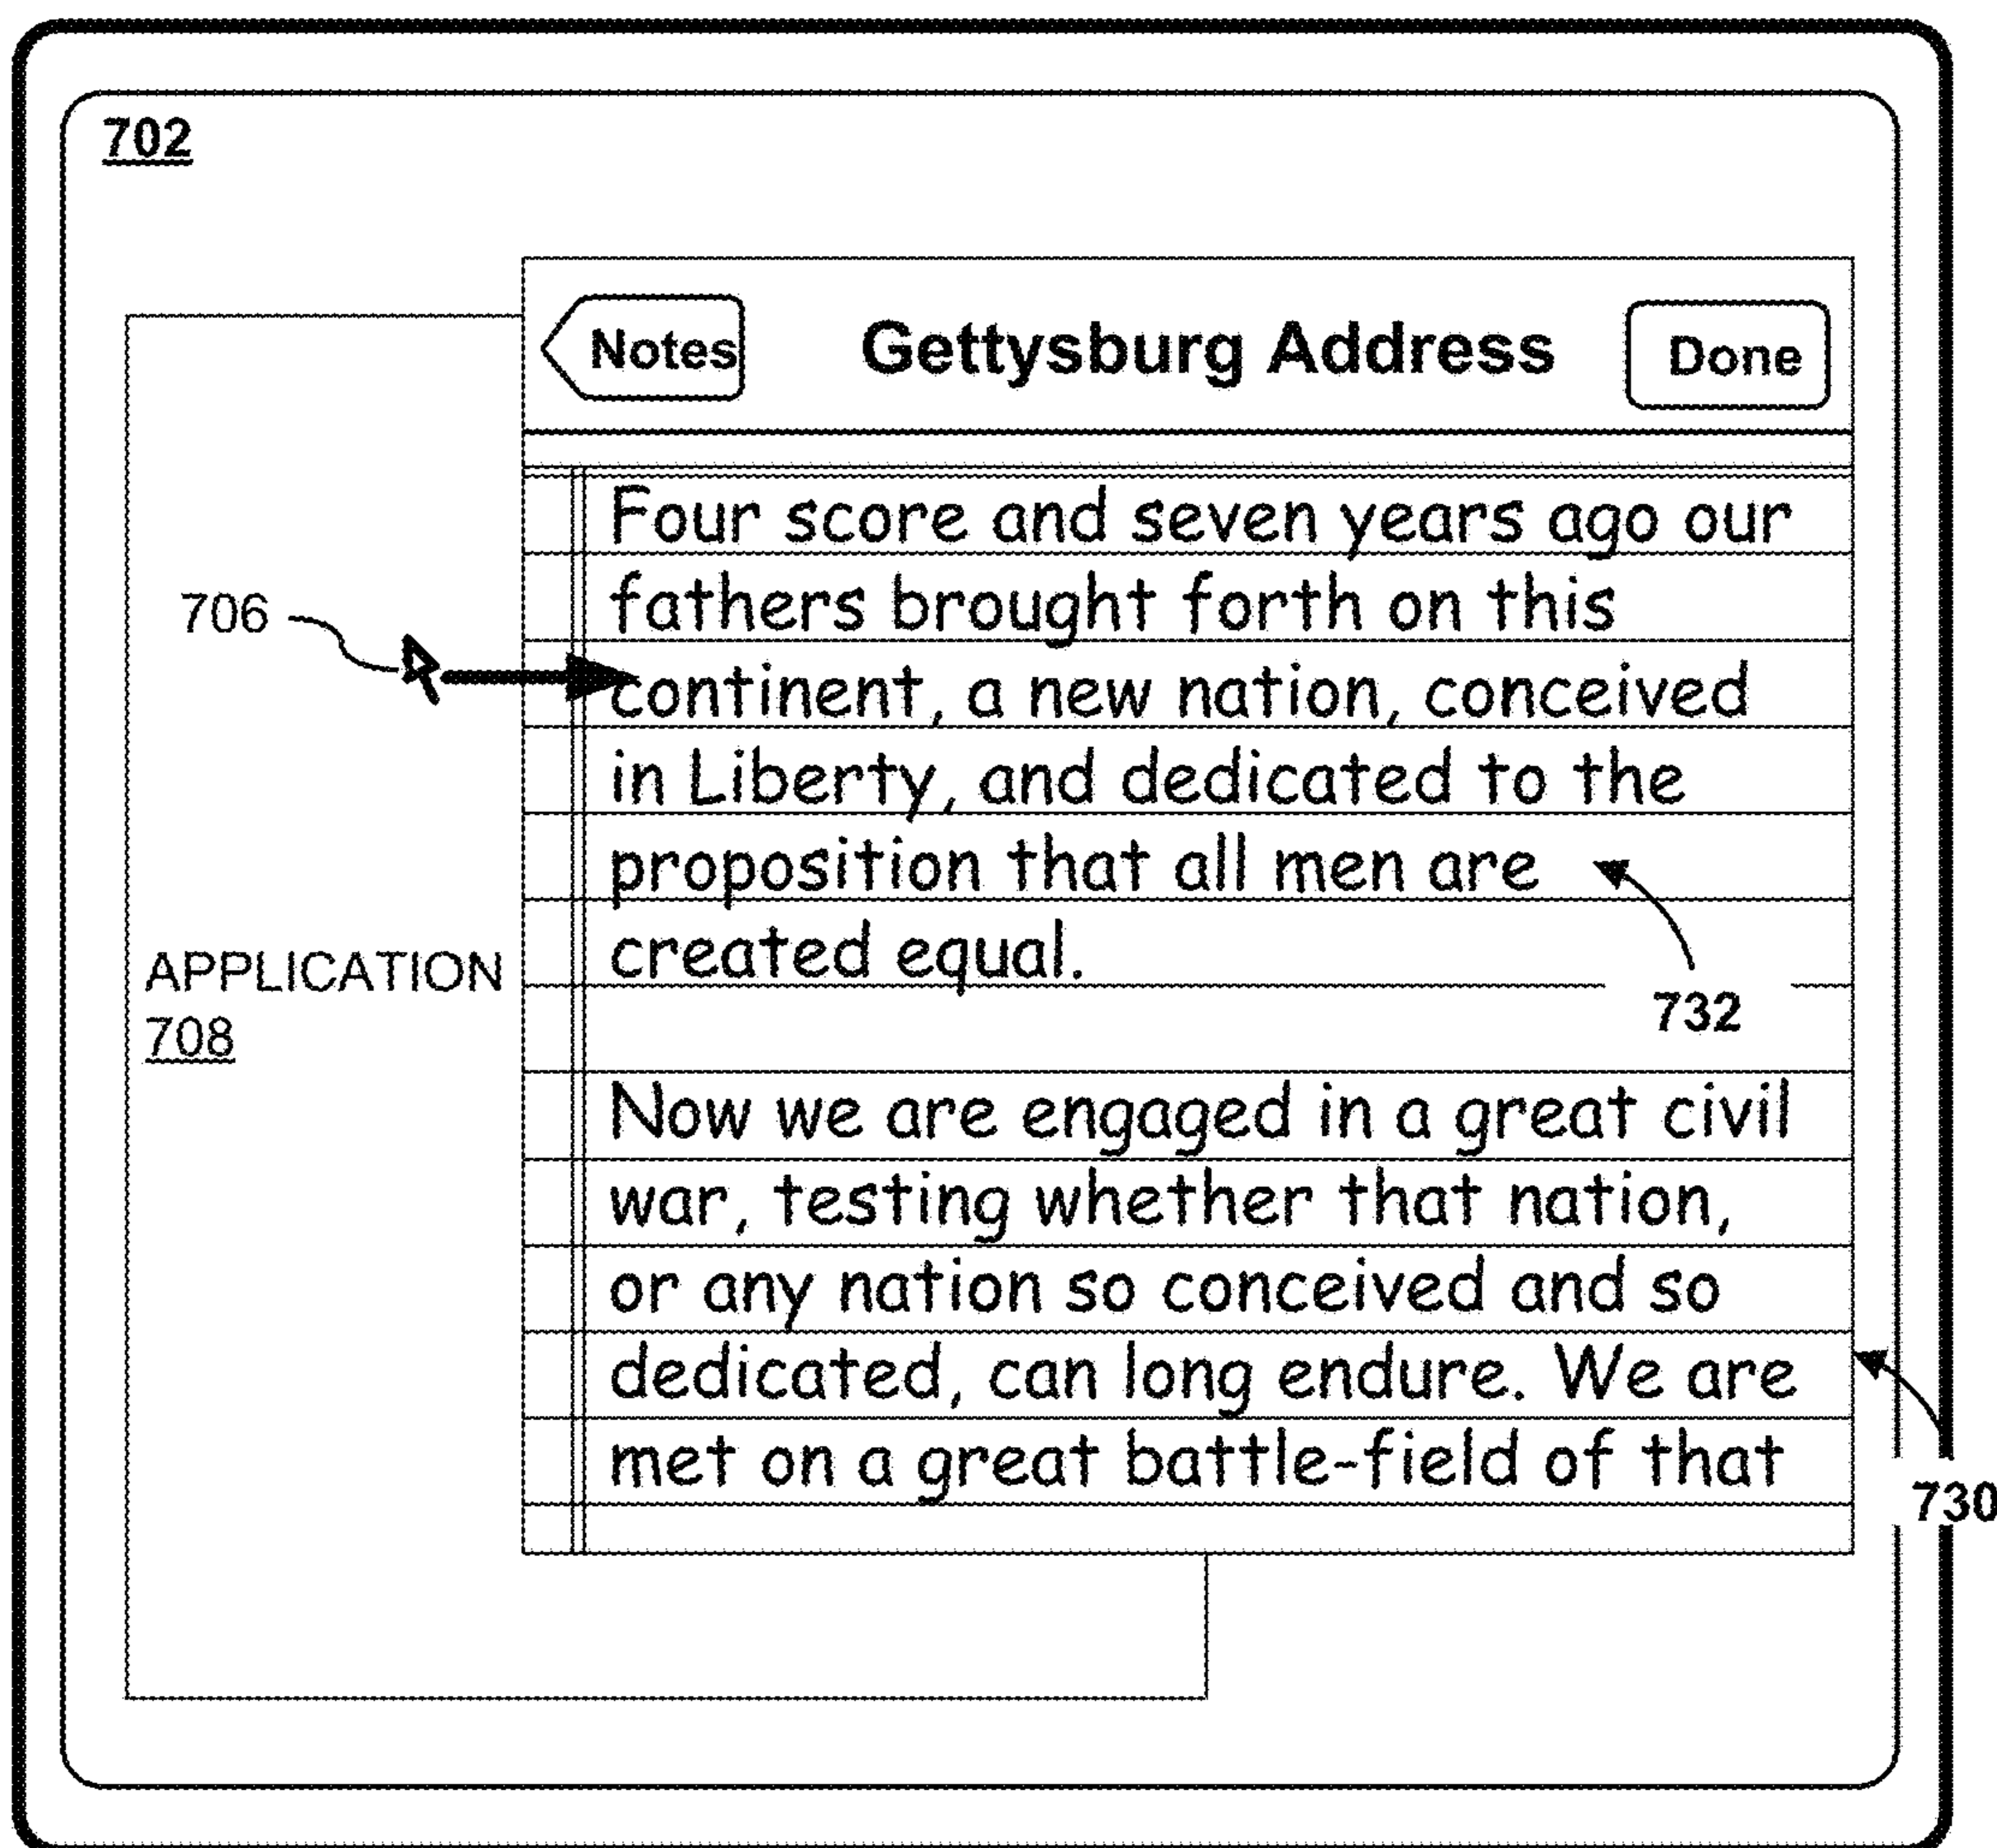 702
Notes
Gettysburg Address
Done
Four score and seven years ago our
fathers brought forth on this
706
continent, a new nation, conceived
in Liberty, and dedicated to the
proposition that all men are
created equal.
APPLICATION
708
732
Now we are engaged in a great civil
war, testing whether that nation,
or any nation so conceived and so
dedicated, can long endure. We are
met on a great battle-field of that
730